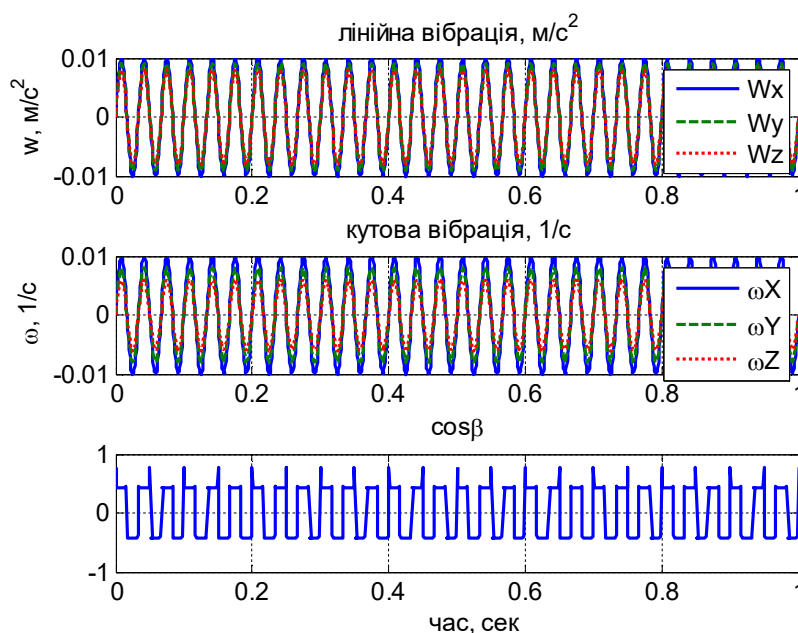 лінійна вібрація, м/с²
0.01
0
-0.01
w, м/с²
Wx
Wy
Wz
0 0.2 0.4 0.6 0.8 1
кутова вібрація, 1/с
0.01
0
-0.01
ω, 1/с
ωX
ωY
ωZ
0 0.2 0.4 0.6 0.8 1
cosβ
1
0
-1
0 0.2 0.4 0.6 0.8 1
час, сек